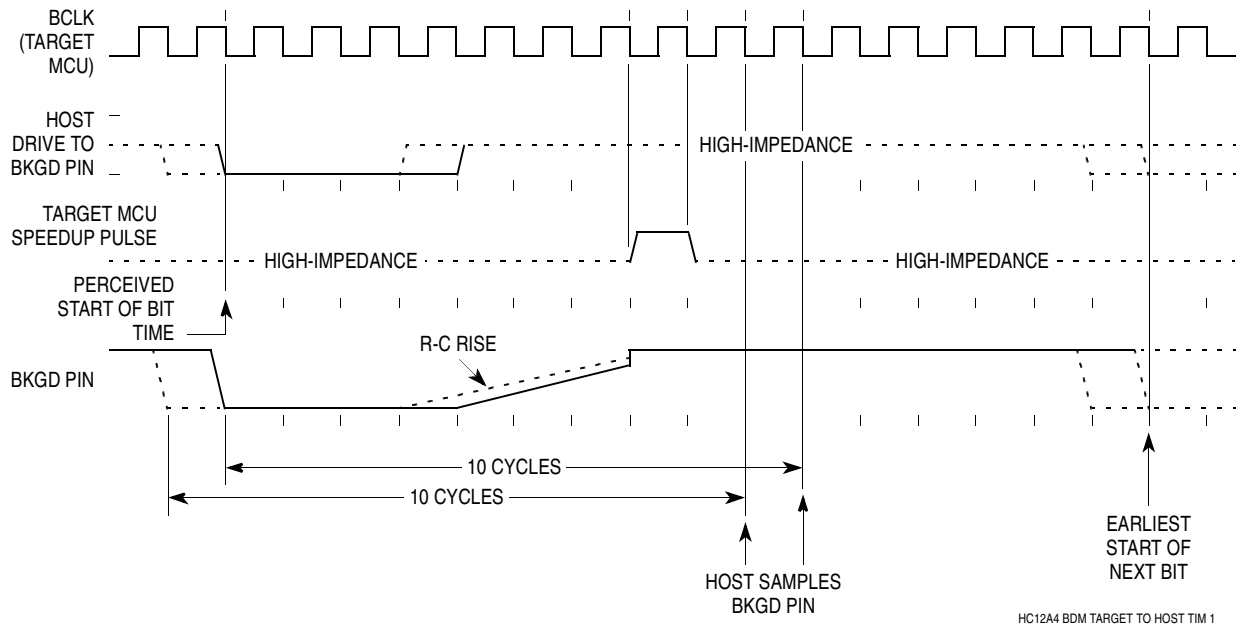 BCLK
(TARGET
MCU)
HOST
DRIVE TO
BKGD PIN
HIGH-IMPEDANCE
TARGET MCU
SPEEDUP PULSE
HIGH-IMPEDANCE
HIGH-IMPEDANCE
PERCEIVED
START OF BIT
TIME
R-C RISE
BKGD PIN
10 CYCLES
10 CYCLES
EARLIEST
START OF
NEXT BIT
HOST SAMPLES
BKGD PIN
HC12A4 BDM TARGET TO HOST TIM 1